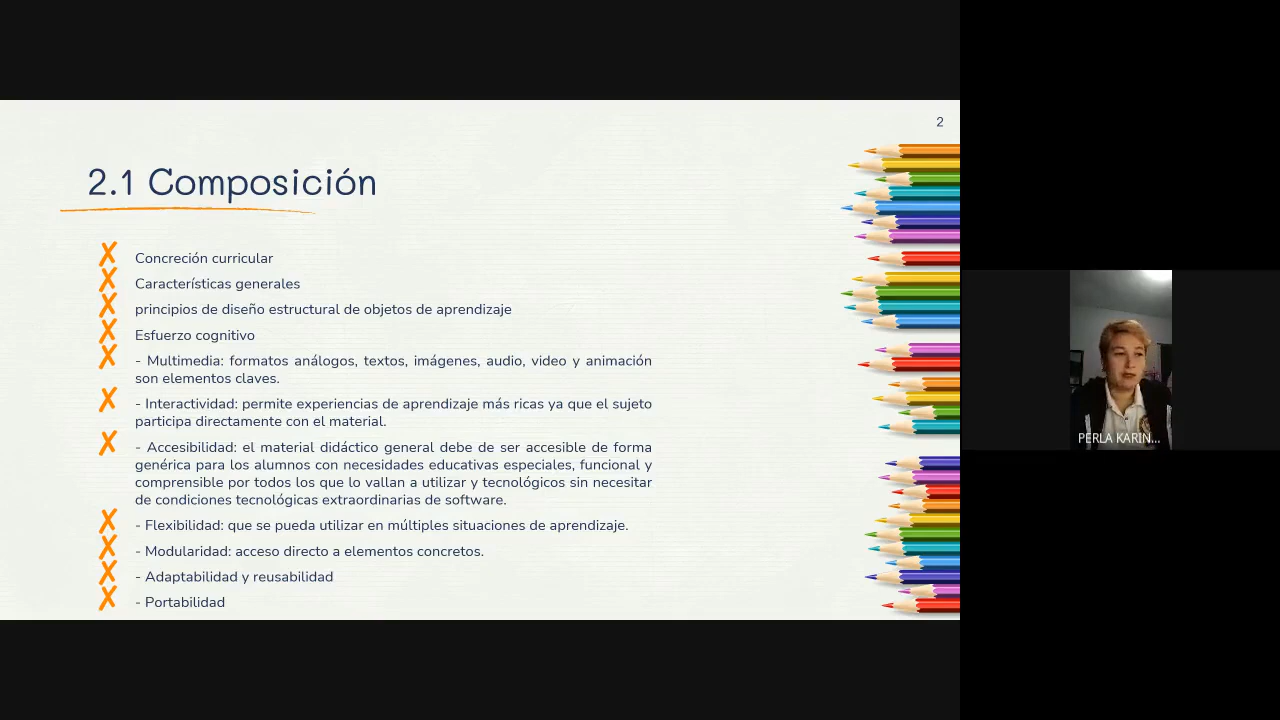 2
2.1 Composición
Concreción curricular
Características generales
principios de diseño estructural de objetos de aprendizaje
Esfuerzo cognitivo
- Multimedia: formatos análogos, textos, imágenes, audio, video y animación
son elementos claves.
- Interactividad: permite experiencias de aprendizaje más ricas ya que el sujeto
participa directamente con el material.
- Accesibilidad: el material didáctico general debe de ser accesible de forma
genérica para los alumnos con necesidades educativas especiales, funcional y
comprensible por todos los que lo vallan a utilizar y tecnológicos sin necesitar
de condiciones tecnológicas extraordinarias de software.
- Flexibilidad: que se pueda utilizar en múltiples situaciones de aprendizaje.
- Modularidad: acceso directo a elementos concretos.
- Adaptabilidad y reusabilidad
- Portabilidad
PERLA KARIN...